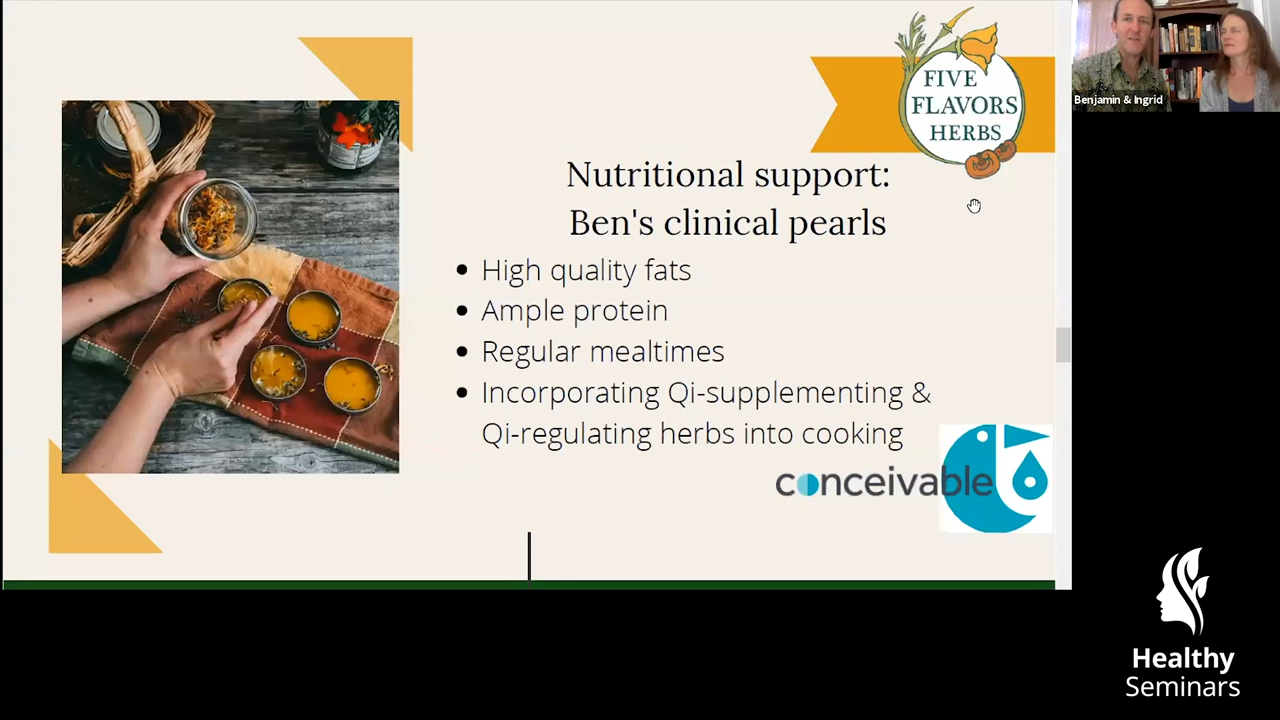 FIVE
FLAVORS
HERBS
Benjamin & Ingrid
Nutritional support:
Ben's clinical pearls
High quality fats
Ample protein
Regular mealtimes
Incorporating Qi-supplementing &
Qi-regulating herbs into cooking
conceivable
Healthy
Seminars